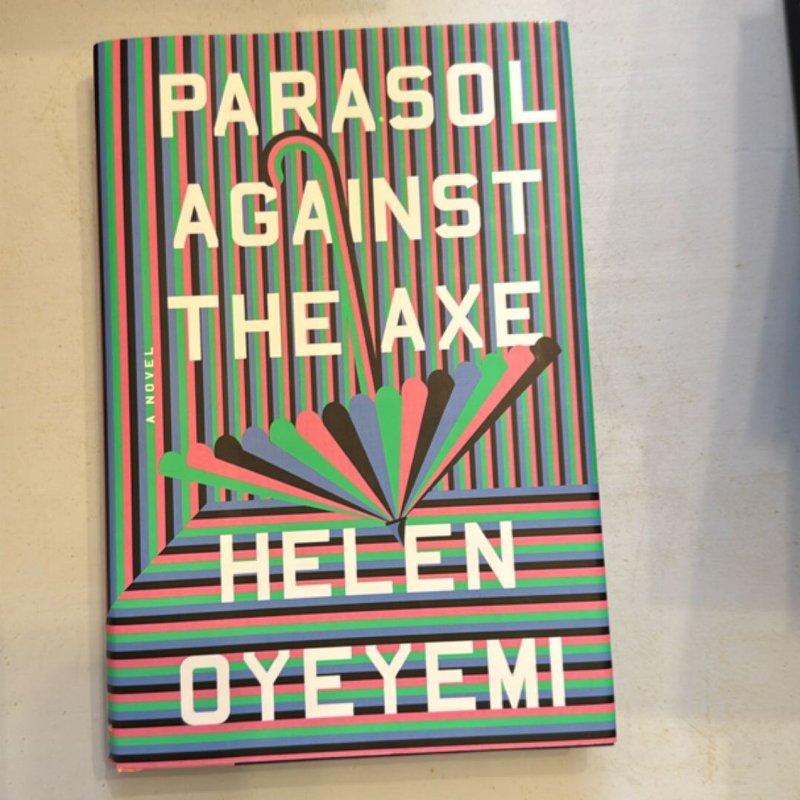 PARASOL
AGAINST
THE AXE
A NOVEL
HELEN
OYEYEMI